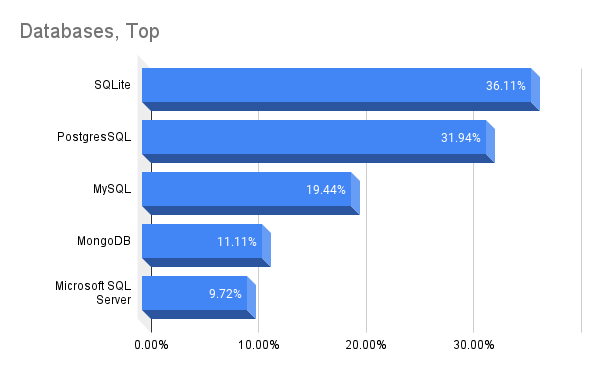 Databases, Top
SQLite
36.11%
PostgresSQL
31.94%
MySQL
19.44%
MongoDB
11.11%
Microsoft SQL
Server
9.72%
0.00%
10.00%
20.00%
30.00%